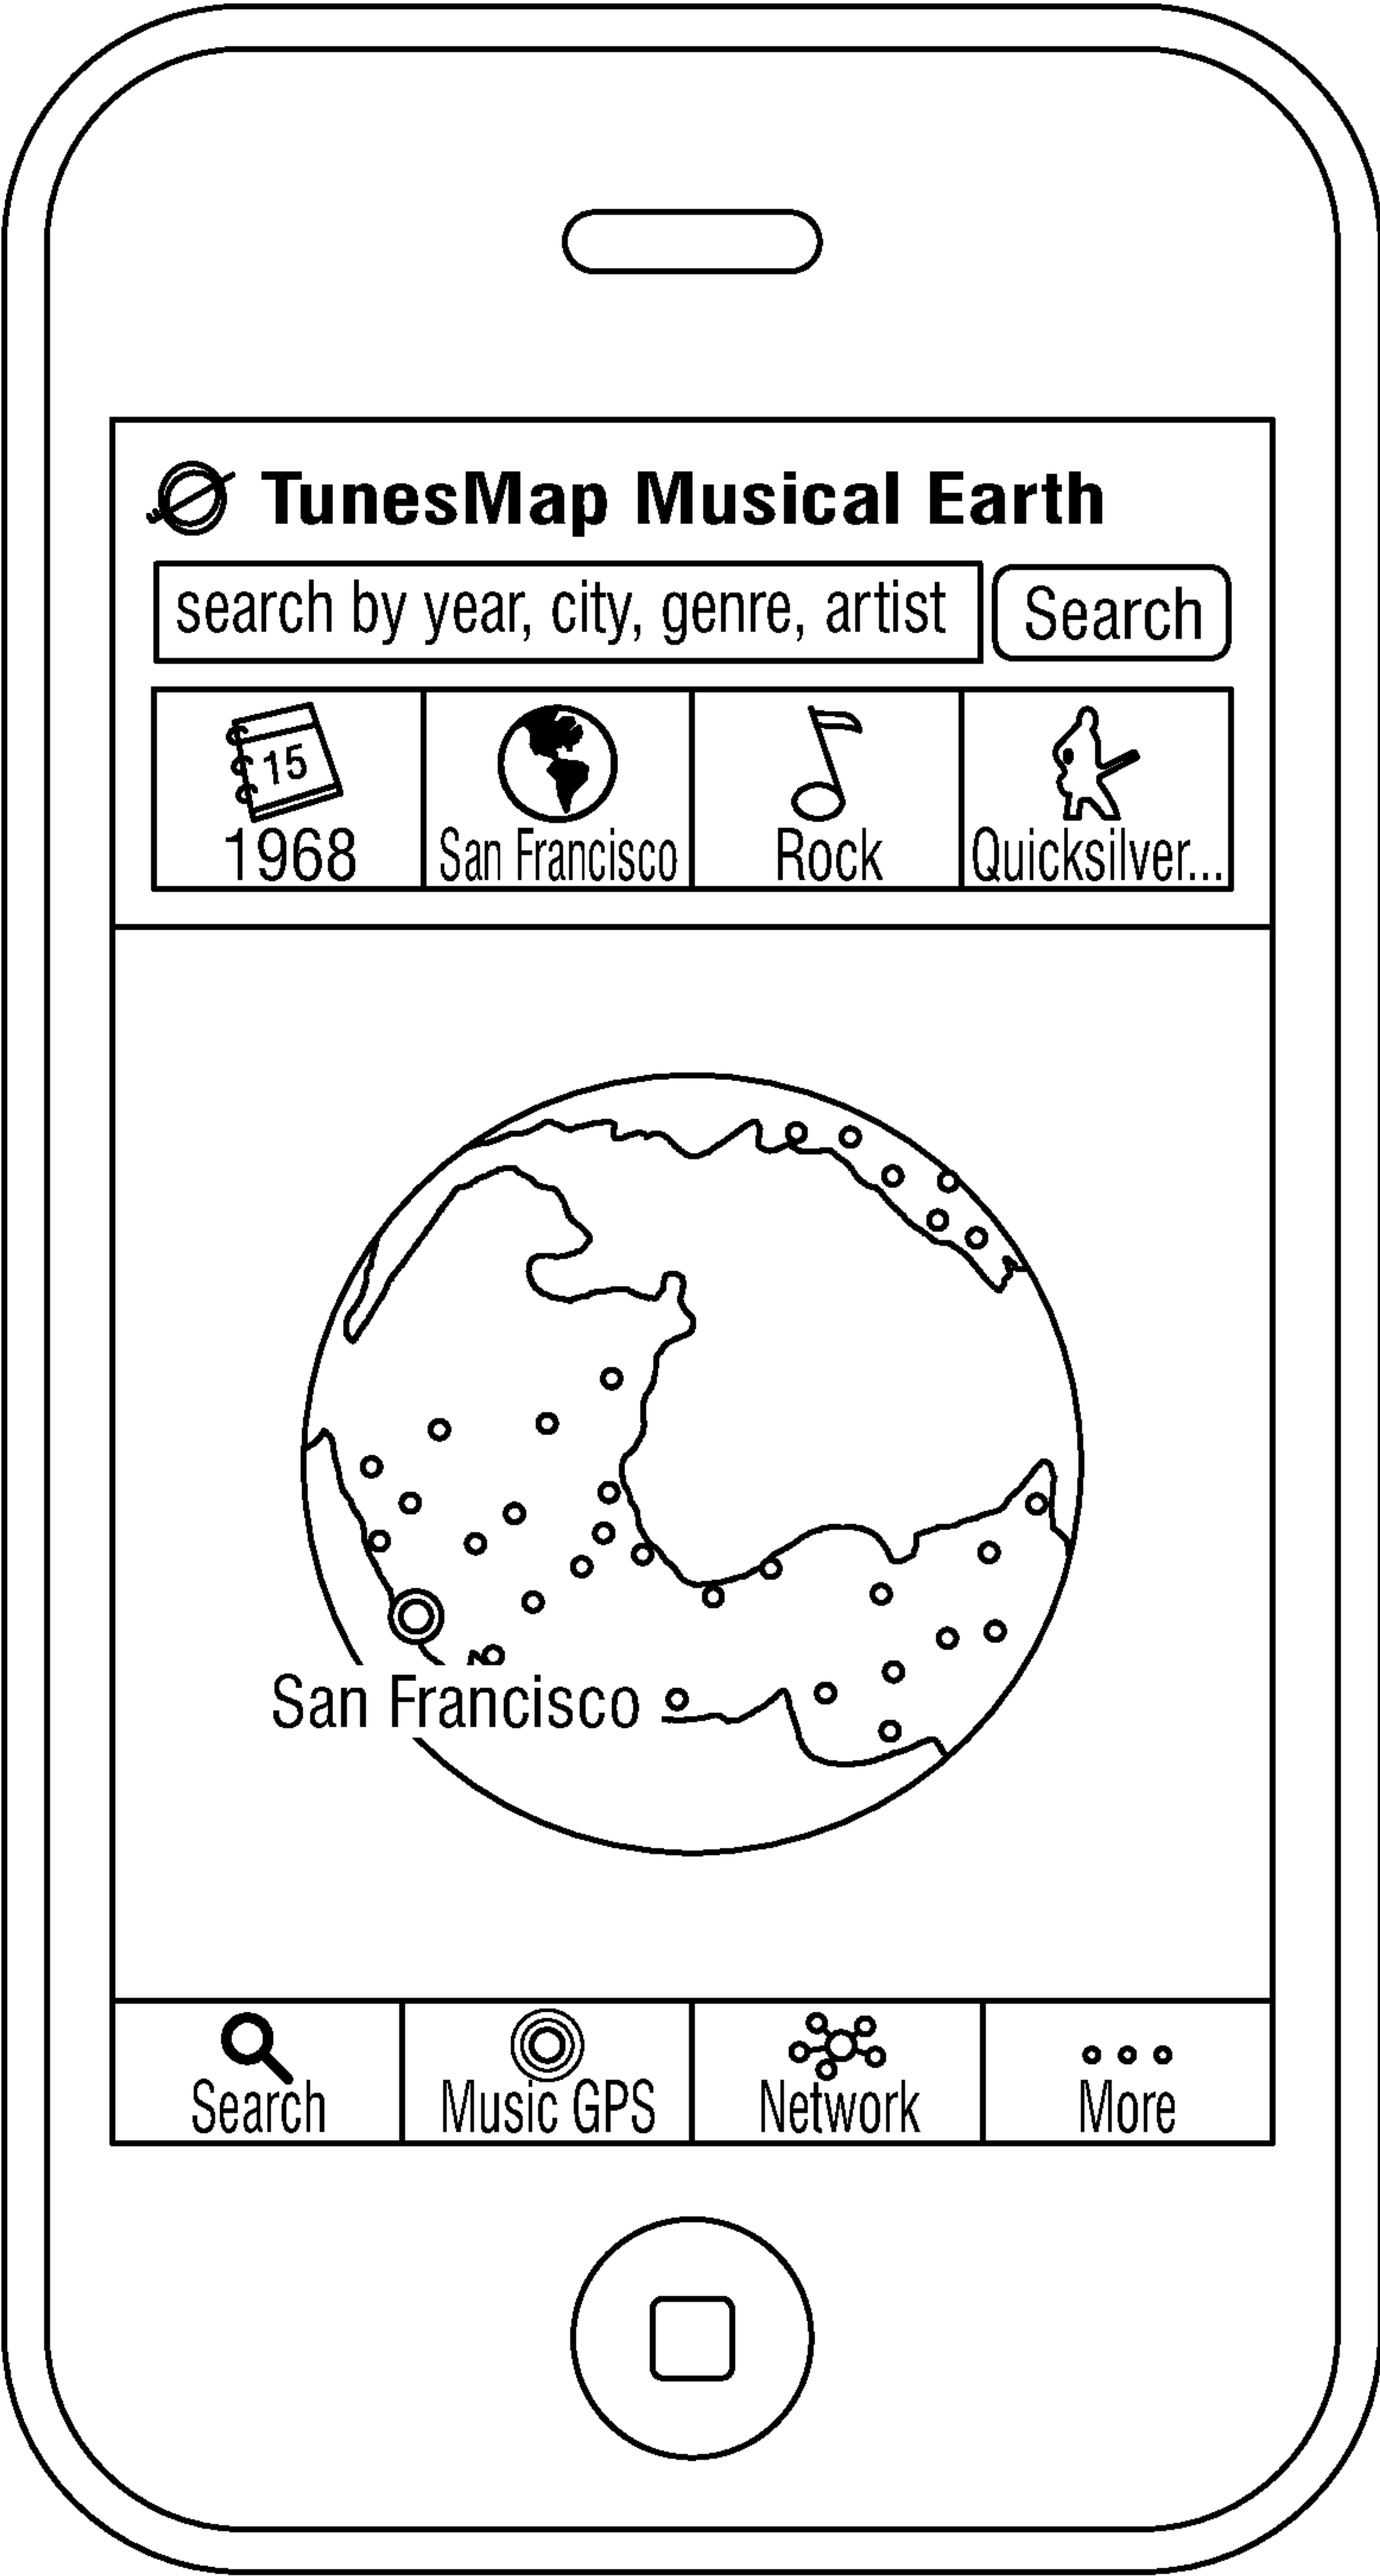 TunesMap Musical Earth
search by year, city, genre, artist
Search
15
1968
San Francisco
Rock
Quicksilver...
San Francisco
Search
Music GPS
Network
More